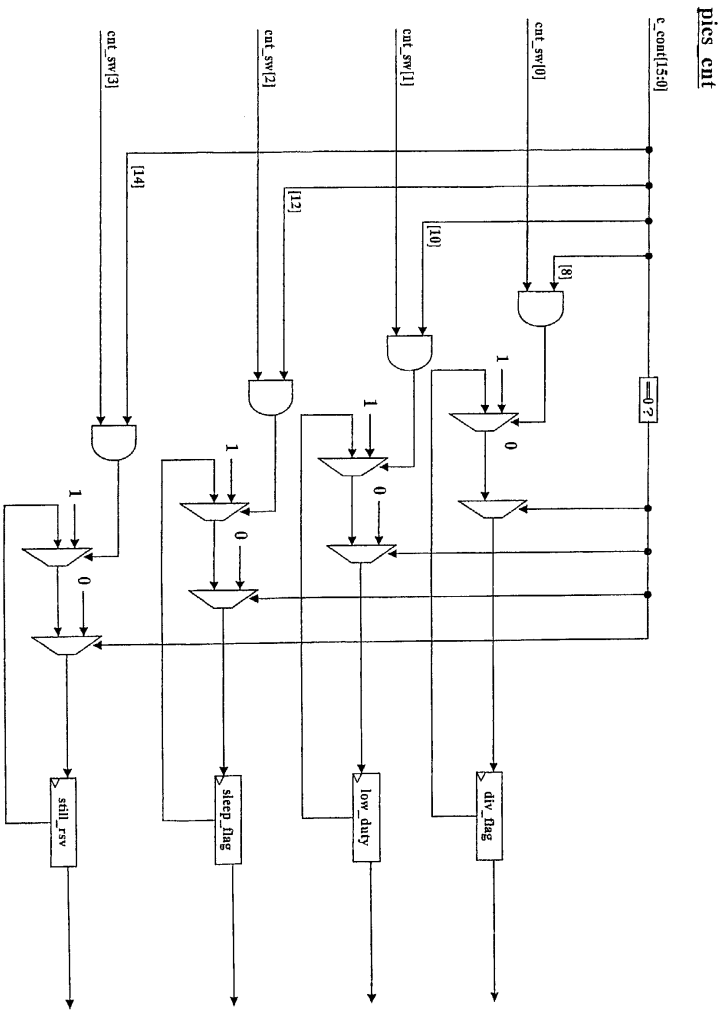 pics_cnt
c_cont[15:0]
==0 ?
cnt_sw[0]
[8]
1
0
div_flag
cnt_sw[1]
[10]
1
0
low_duty
cnt_sw[2]
[12]
1
0
sleep_flag
cnt_sw[3]
[14]
1
0
still_rsv